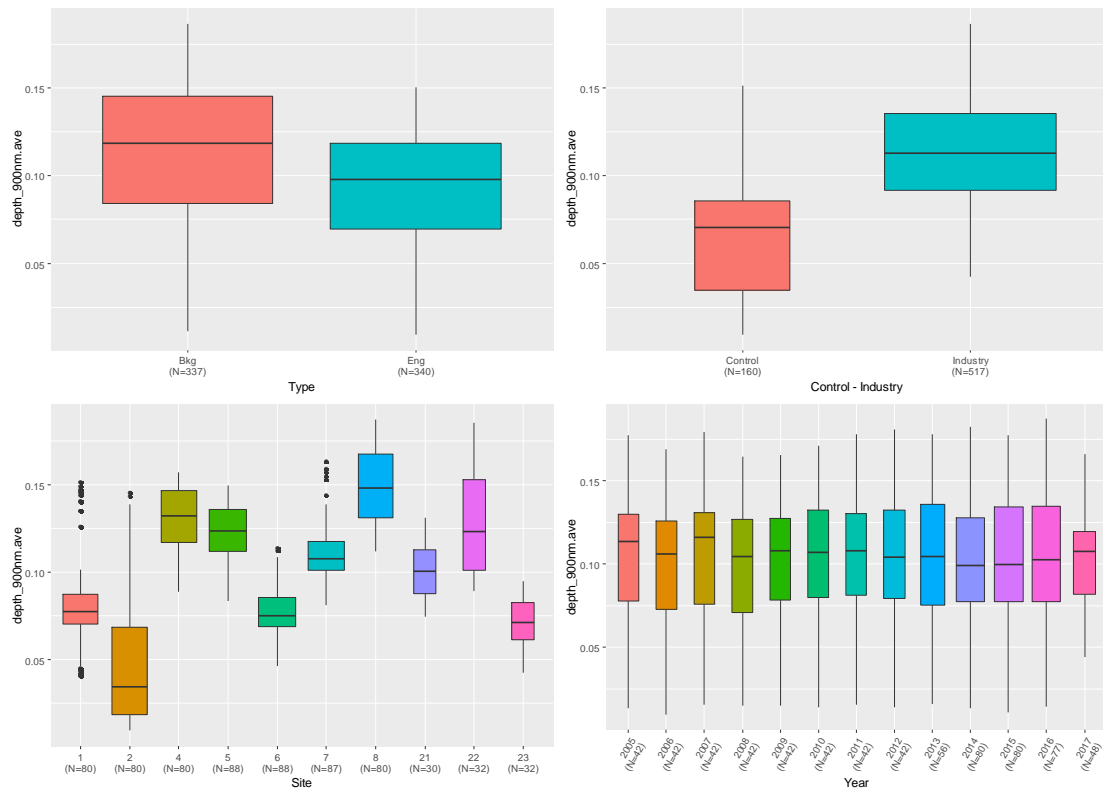 depth_900nm.ave
0.15
0.10
0.05
Bkg
(N=337)
Eng
(N=340)
Type
depth_900nm.ave
0.15
0.10
0.05
Control
(N=160)
Industry
(N=517)
Control - Industry
depth_900nm.ave
0.15
0.10
0.05
1
(N=80)
2
(N=80)
4
(N=80)
5
(N=88)
6
(N=88)
7
(N=87)
8
(N=80)
21
(N=30)
22
(N=32)
23
(N=32)
Site
depth_900nm.ave
0.15
0.10
0.05
2005
(N=42)
2006
(N=42)
2007
(N=42)
2008
(N=42)
2009
(N=42)
2010
(N=42)
2011
(N=42)
2012
(N=42)
2013
(N=56)
2014
(N=80)
2015
(N=80)
2016
(N=77)
2017
(N=48)
Year